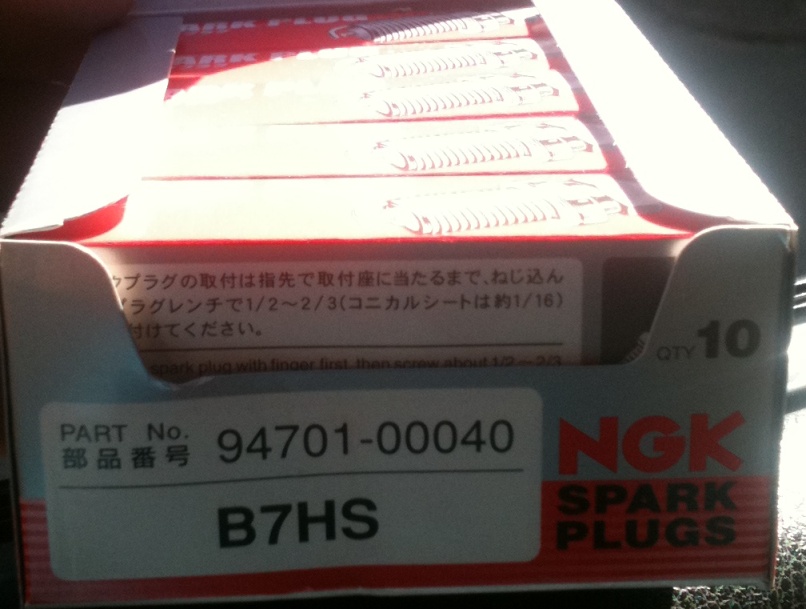 ARK PLUG
ARK PLUG
プラグの取付は指先で取付座に当たるまで、ねじ込ん
プラグレンチで1/2〜2/3(コニカルシートは約1/16)
付けてください。
spark plug with finger first, then screw about 1/2 — 2/3
QTY 10
PART No.
部品番号
94701-00040
B7HS
NGK
SPARK
PLUGS